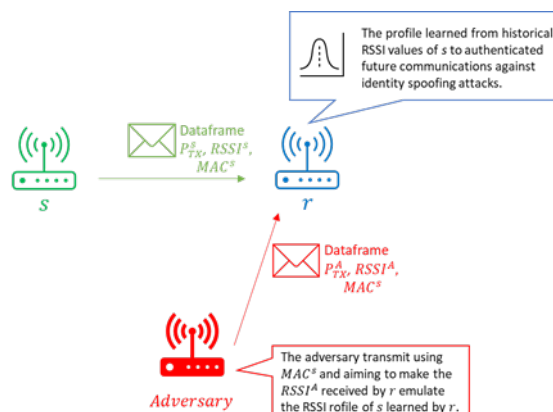 The profile learned from historical
RSSI values of s to authenticated
future communications against
identity spoofing attacks.
Dataframe
P_TX^s, RSSI^s,
MAC^s
s
r
Dataframe
P_TX^A, RSSI^A,
MAC^s
The adversary transmit using
MAC^s and aiming to make the
RSSI^A received by r emulate
the RSSI rofile of s learned by r.
Adversary